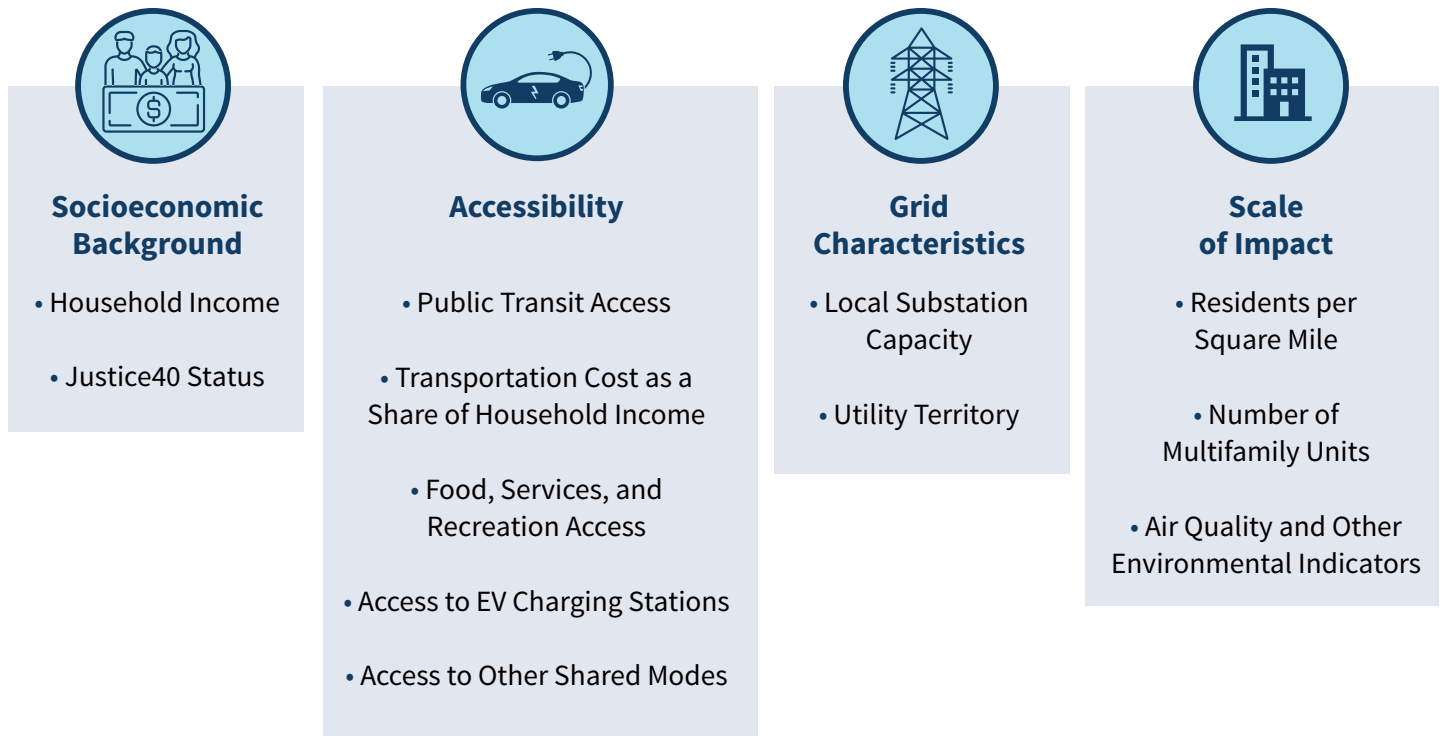 Socioeconomic
Background
• Household Income
• Justice40 Status
Accessibility
• Public Transit Access
• Transportation Cost as a
Share of Household Income
• Food, Services, and
Recreation Access
• Access to EV Charging Stations
• Access to Other Shared Modes
Grid
Characteristics
• Local Substation
Capacity
• Utility Territory
Scale
of Impact
• Residents per
Square Mile
• Number of
Multifamily Units
• Air Quality and Other
Environmental Indicators